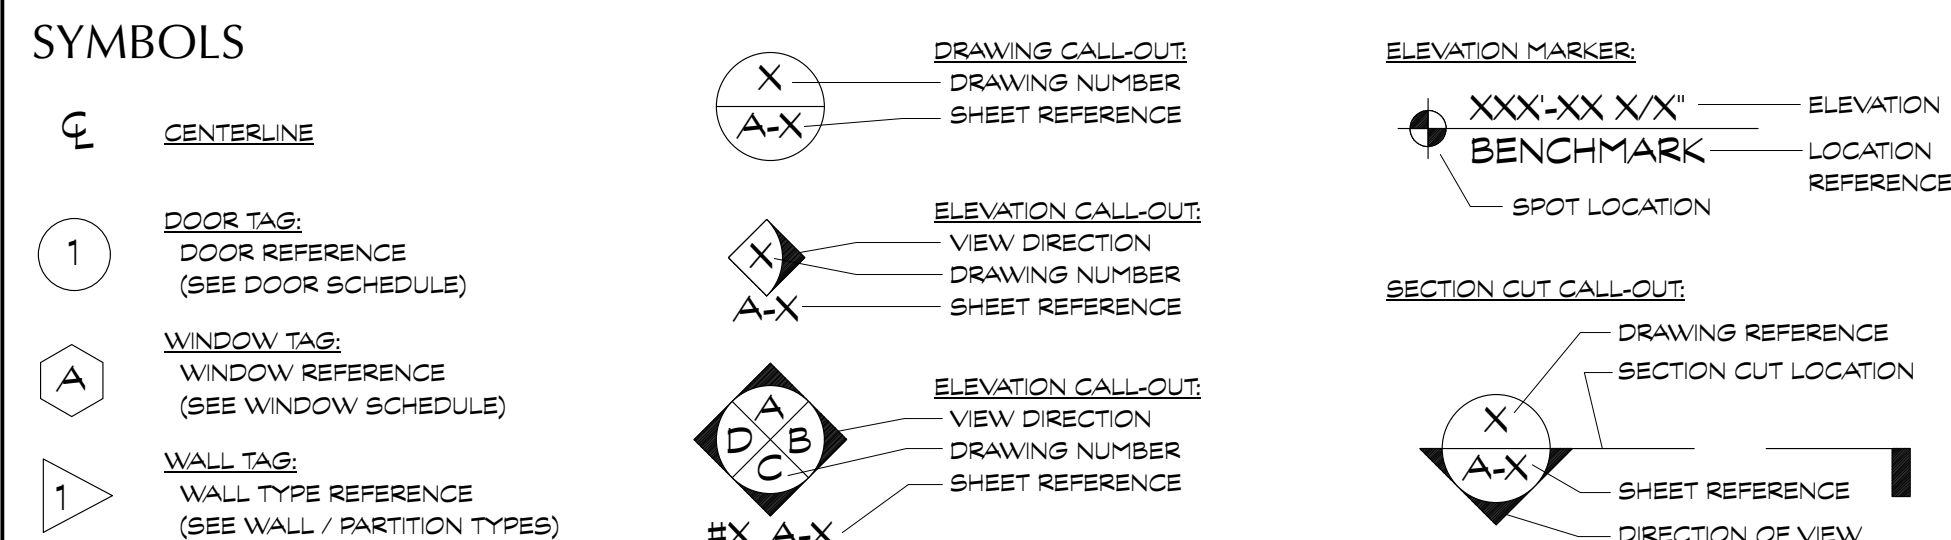 SYMBOLS
℄
CENTERLINE
1
DOOR TAG:
DOOR REFERENCE
(SEE DOOR SCHEDULE)
A
WINDOW TAG:
WINDOW REFERENCE
(SEE WINDOW SCHEDULE)
1
WALL TAG:
WALL TYPE REFERENCE
(SEE WALL / PARTITION TYPES)
X
A-X
DRAWING CALL-OUT:
DRAWING NUMBER
SHEET REFERENCE
X
A-X
ELEVATION CALL-OUT:
VIEW DIRECTION
DRAWING NUMBER
SHEET REFERENCE
A
D B
C
#X A-X
ELEVATION CALL-OUT:
VIEW DIRECTION
DRAWING NUMBER
SHEET REFERENCE
ELEVATION MARKER:
XXX'-XX X/X"
BENCHMARK
ELEVATION
LOCATION
REFERENCE
SPOT LOCATION
SECTION CUT CALL-OUT:
DRAWING REFERENCE
SECTION CUT LOCATION
X
A-X
SHEET REFERENCE
DIRECTION OF VIEW